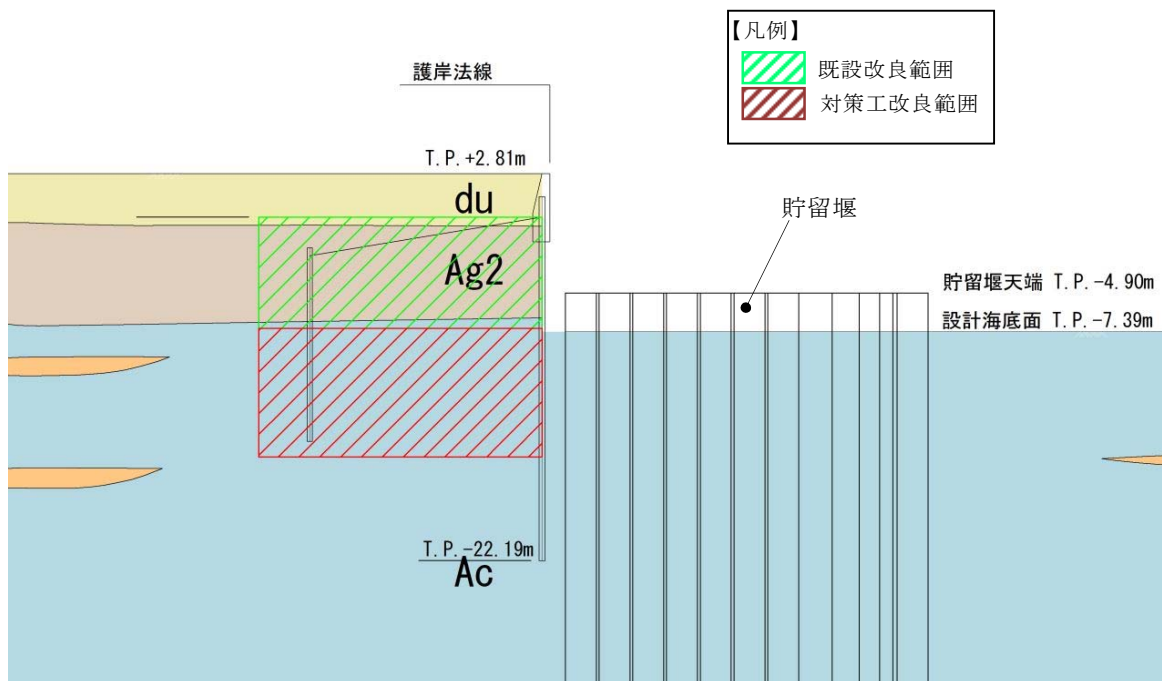 【凡例】
既設改良範囲
対策工改良範囲
護岸法線
T.P.+2.81m
du
貯留堰
Ag2
貯留堰天端 T.P.-4.90m
設計海底面 T.P.-7.39m
T.P.-22.19m
Ac